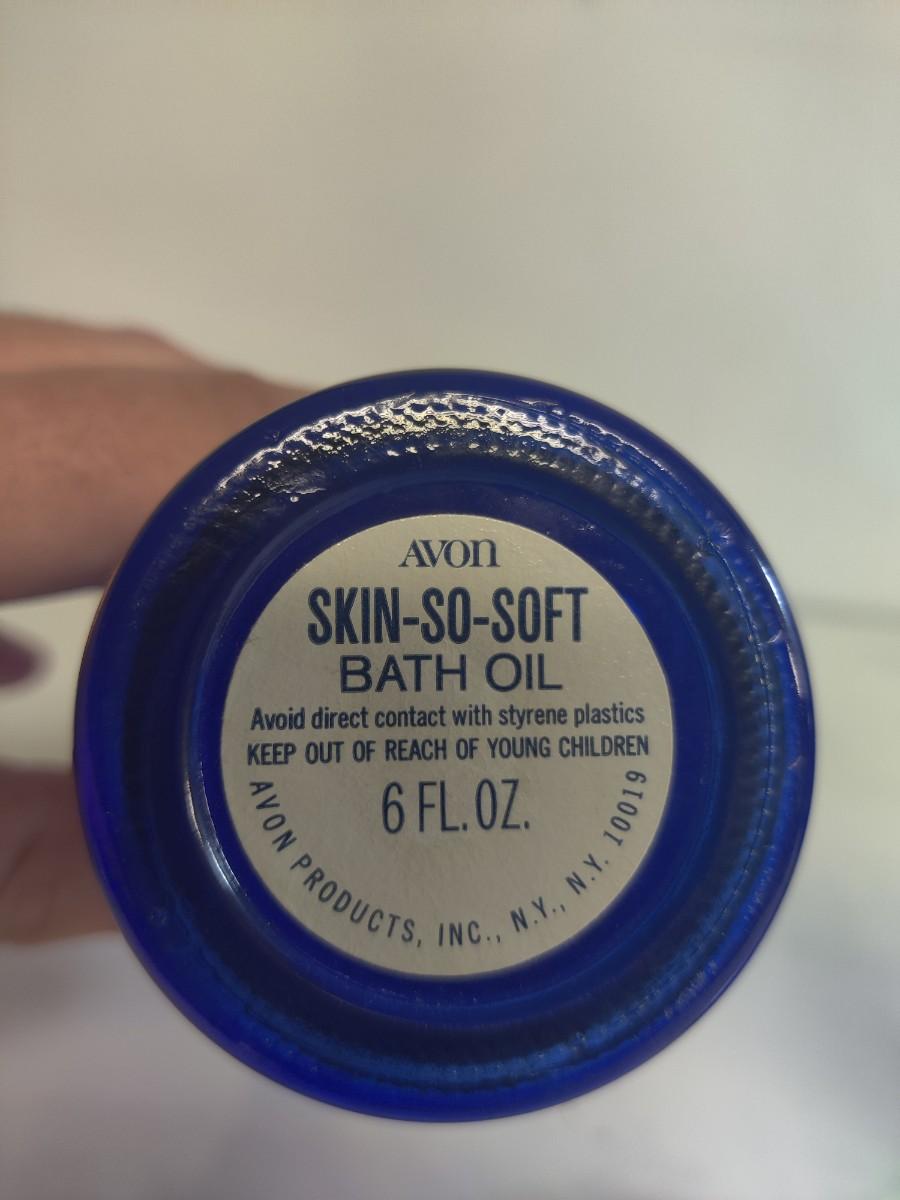 AVON
SKIN-SO-SOFT
BATH OIL
Avoid direct contact with styrene plastics
KEEP OUT OF REACH OF YOUNG CHILDREN
6 FL. OZ.
AVON PRODUCTS, INC., N.Y., N.Y. 10019